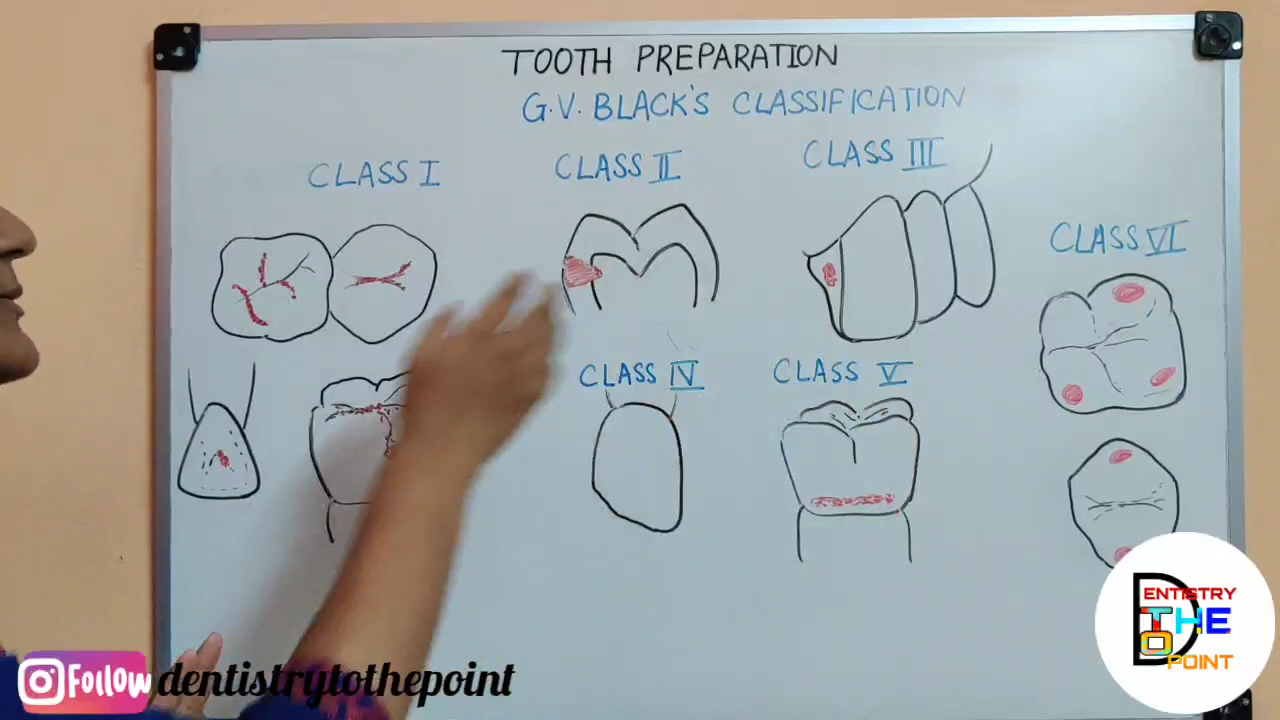 TOOTH PREPARATION
G.V. BLACK'S CLASSIFICATION
CLASS I
CLASS II
CLASS III
CLASS VI
CLASS IV
CLASS V
DENTISTRY
THE
TO
POINT
Follow dentistrytothepoint